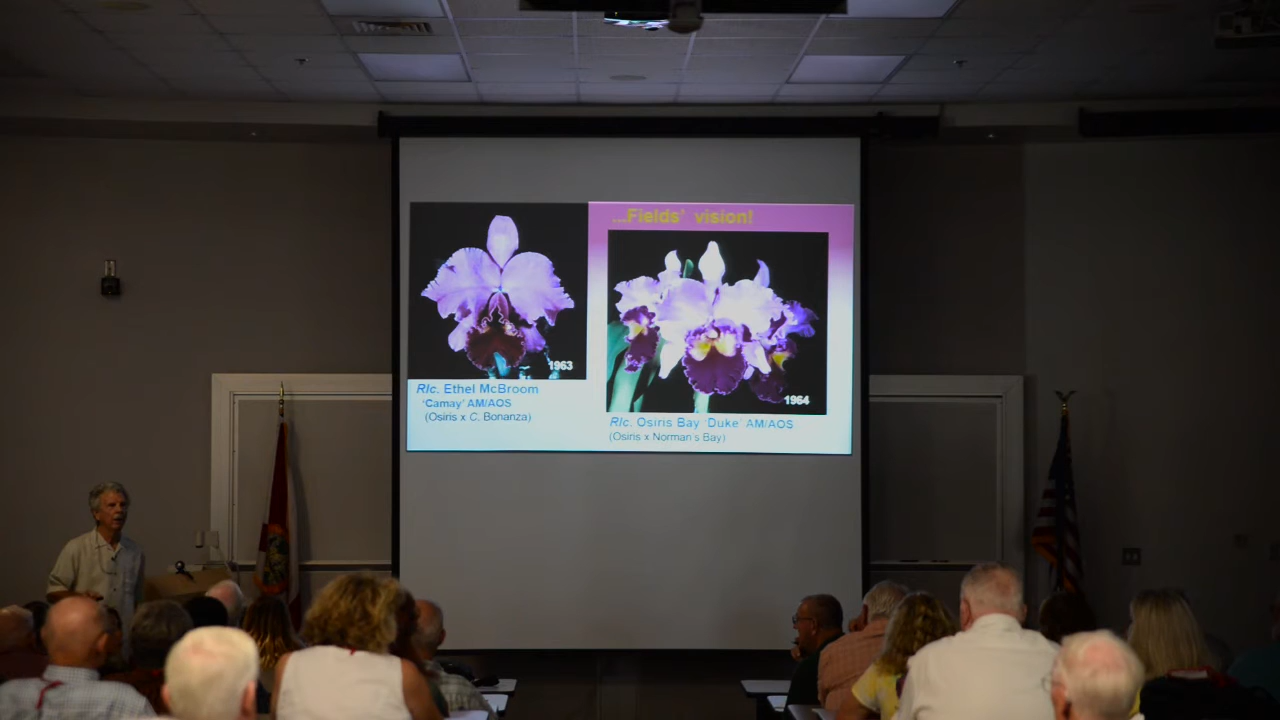 ...Fields' vision!
1963
Rlc. Ethel McBroom
'Camay' AM/AOS
(Osiris x C. Bonanza)
1964
Rlc. Osiris Bay 'Duke' AM/AOS
(Osiris x Norman's Bay)